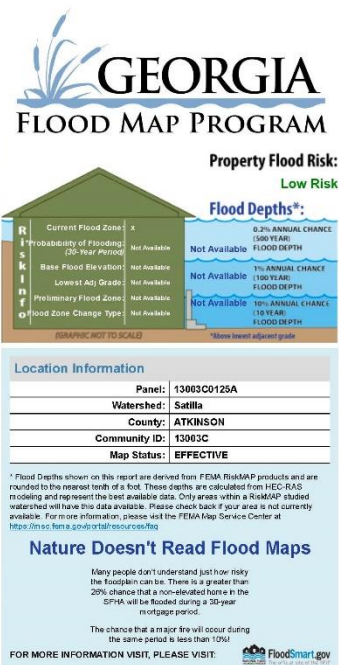 GEORGIA
FLOOD MAP PROGRAM
Property Flood Risk:
Low Risk
Flood Depths*:
Risk Info
Current Flood Zone: X
*Probability of Flooding: Not Available
(30-Year Period)
Base Flood Elevation: Not Available
Lowest Adj Grade: Not Available
Preliminary Flood Zone: Not Available
Flood Zone Change Type: Not Available
Not Available
0.2% ANNUAL CHANCE
(500 YEAR)
FLOOD DEPTH
Not Available
1% ANNUAL CHANCE
(100 YEAR)
FLOOD DEPTH
Not Available
10% ANNUAL CHANCE
(10 YEAR)
FLOOD DEPTH
(GRAPHIC NOT TO SCALE)
*Above lowest adjacent grade
Location Information
Panel: 13003C0125A
Watershed: Satilla
County: ATKINSON
Community ID: 13003C
Map Status: EFFECTIVE
* Flood Depths shown on this report are derived from FEMA RiskMAP products and are
rounded to the nearest tenth of a foot. These depths are calculated from HEC-RAS
modeling and represent the best available data. Only areas within a RiskMAP studied
watershed will have this data available. Please check back if your area is not currently
available. For more information, please visit the FEMA Map Service Center at
https://msc.fema.gov/portal/resources/faq
Nature Doesn't Read Flood Maps
Many people don't understand just how risky
the floodplain can be. There is a greater than
26% chance that a non-elevated home in the
SFHA will be flooded during a 30-year
mortgage period.
The chance that a major fire will occur during
the same period is less than 10%!
FOR MORE INFORMATION VISIT, PLEASE VISIT:
FloodSmart.gov
The official site of the NFIP